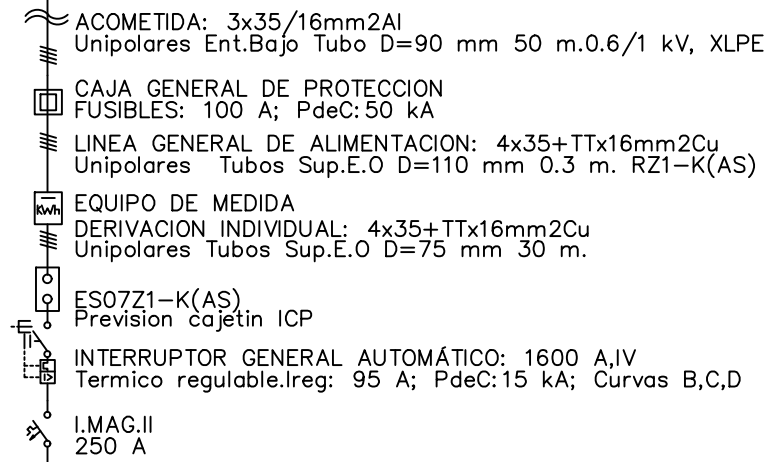 ACOMETIDA: 3x35/16mm2Al
Unipolares Ent.Bajo Tubo D=90 mm 50 m.0.6/1 kV, XLPE
CAJA GENERAL DE PROTECCION
FUSIBLES: 100 A; PdeC:50 kA
LINEA GENERAL DE ALIMENTACION: 4x35+TTx16mm2Cu
Unipolares Tubos Sup.E.O D=110 mm 0.3 m. RZ1-K(AS)
KWh
EQUIPO DE MEDIDA
DERIVACION INDIVIDUAL: 4x35+TTx16mm2Cu
Unipolares Tubos Sup.E.O D=75 mm 30 m.
ES07Z1-K(AS)
Prevision cajetin ICP
INTERRUPTOR GENERAL AUTOMÁTICO: 1600 A,IV
Termico regulable.Ireg: 95 A; PdeC:15 kA; Curvas B,C,D
I.MAG.II
250 A